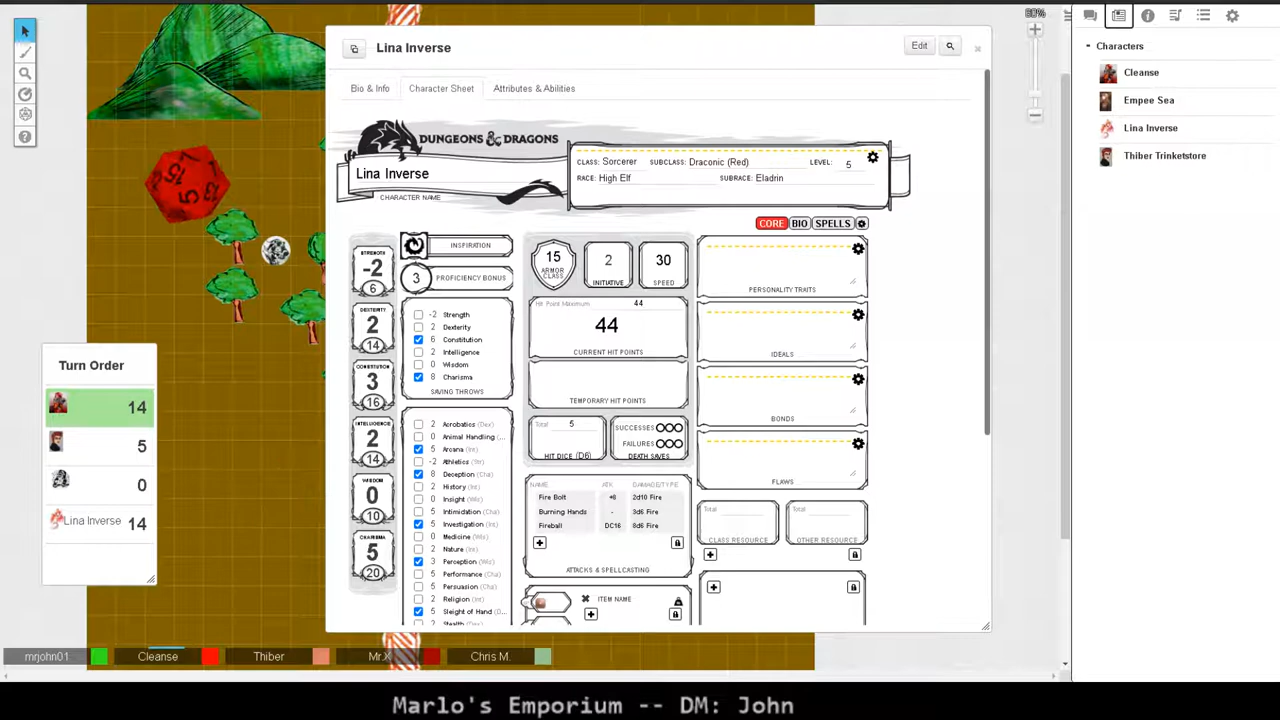 80%
Lina Inverse
Edit
Bio & Info
Character Sheet
Attributes & Abilities
DUNGEONS & DRAGONS
Lina Inverse
CHARACTER NAME
CLASS: Sorcerer SUBCLASS: Draconic (Red) LEVEL: 5
RACE: High Elf SUBRACE: Eladrin
CORE BIO SPELLS
STRENGTH
-2
6
DEXTERITY
2
14
CONSTITUTION
3
16
INTELLIGENCE
2
14
WISDOM
0
10
CHARISMA
5
20
INSPIRATION
3 PROFICIENCY BONUS
-2 Strength
2 Dexterity
6 Constitution
2 Intelligence
0 Wisdom
8 Charisma
SAVING THROWS
2 Acrobatics (Dex)
0 Animal Handling (...
5 Arcana (Int)
-2 Athletics (Str)
8 Deception (Cha)
2 History (Int)
0 Insight (Wis)
5 Intimidation (Cha)
5 Investigation (Int)
0 Medicine (Wis)
2 Nature (Int)
3 Perception (Wis)
5 Performance (Cha)
5 Persuasion (Cha)
2 Religion (Int)
5 Sleight of Hand (D...
2 Stealth (Dex)
15
ARMOR
CLASS
2
INITIATIVE
30
SPEED
Hit Point Maximum 44
44
CURRENT HIT POINTS
TEMPORARY HIT POINTS
Total 5
HIT DICE (D6)
SUCCESSES
FAILURES
DEATH SAVES
NAME ATK DAMAGE/TYPE
Fire Bolt +8 2d10 Fire
Burning Hands - 3d6 Fire
Fireball DC16 8d6 Fire
ATTACKS & SPELLCASTING
ITEM NAME
PERSONALITY TRAITS
IDEALS
BONDS
FLAWS
Total
CLASS RESOURCE
Total
OTHER RESOURCE
15
5
13
Turn Order
14
5
0
Lina Inverse 14
mrjohn01
Cleanse
Thiber
Mr.X
Chris M.
Characters
Cleanse
Empee Sea
Lina Inverse
Thiber Trinketstore
Marlo's Emporium -- DM: John